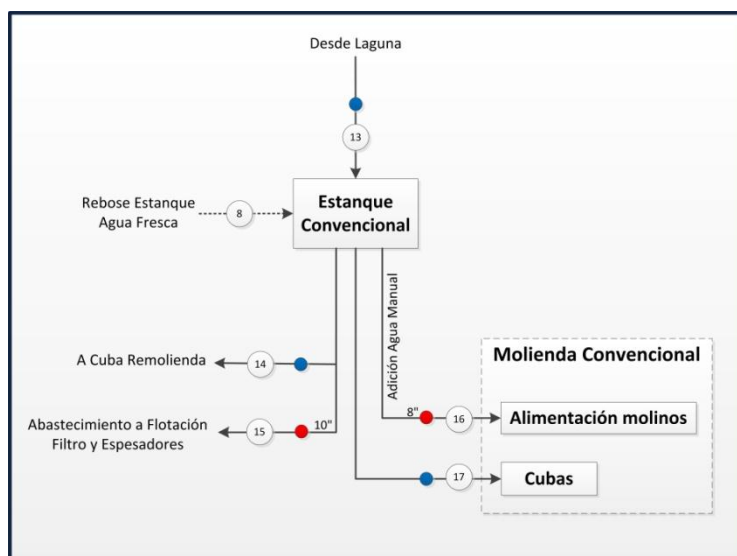 Desde Laguna
13
Rebose Estanque
Agua Fresca
8
Estanque
Convencional
Adición Agua Manual
A Cuba Remolienda
14
Abastecimiento a Flotación
Filtro y Espesadores
15
10"
Molienda Convencional
8"
16
Alimentación molinos
17
Cubas